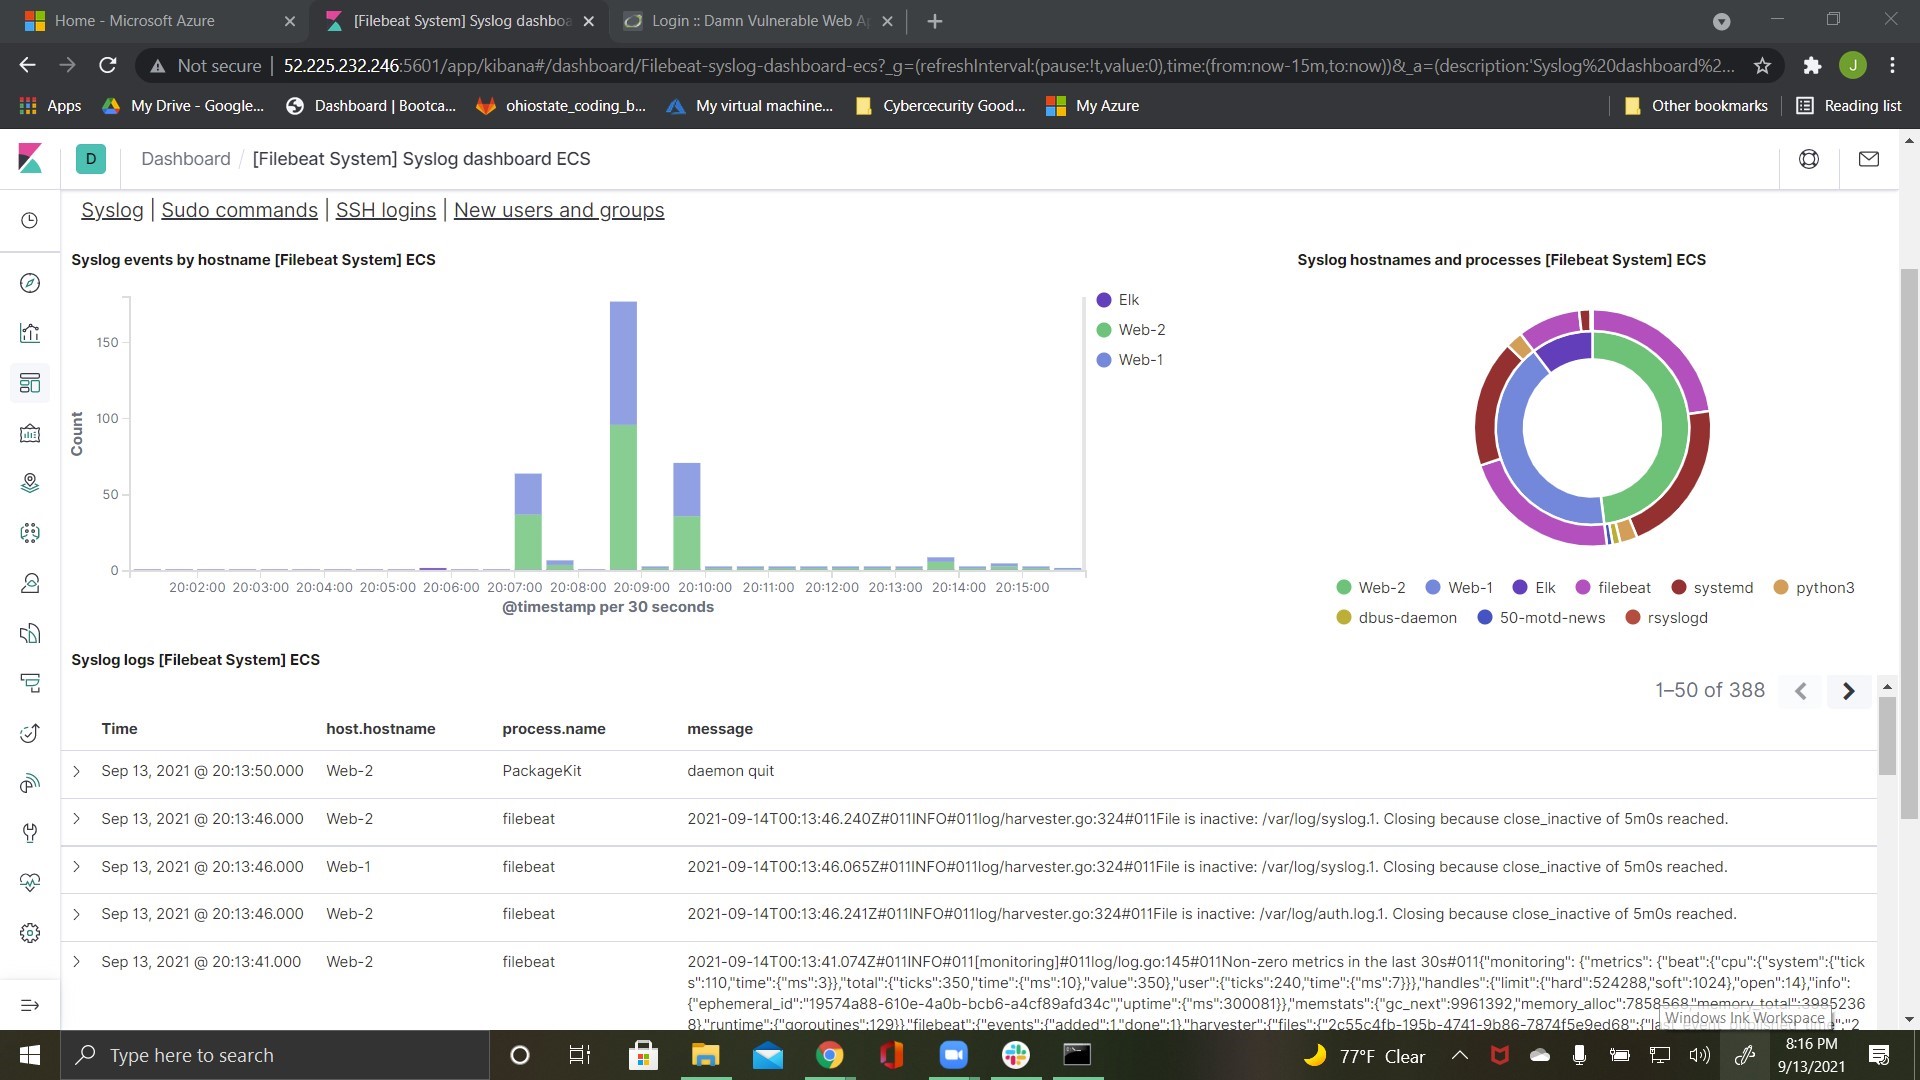 Home - Microsoft Azure
[Filebeat System] Syslog dashboa
Login :: Damn Vulnerable Web A
Not secure | 52.225.232.246:5601/app/kibana#/dashboard/Filebeat-syslog-dashboard-ecs?_g=(refreshInterval:(pause:!t,value:0),time:(from:now-15m,to:now))&_a=(description:'Syslog%20dashboard%2...
J
Apps My Drive - Google... Dashboard | Bootca... ohiostate_coding_b... My virtual machine... Cybercecurity Good... My Azure Other bookmarks Reading list
D Dashboard / [Filebeat System] Syslog dashboard ECS
Syslog | Sudo commands | SSH logins | New users and groups
Syslog events by hostname [Filebeat System] ECS
Count
150
100
50
0
20:02:00 20:03:00 20:04:00 20:05:00 20:06:00 20:07:00 20:08:00 20:09:00 20:10:00 20:11:00 20:12:00 20:13:00 20:14:00 20:15:00
@timestamp per 30 seconds
Elk
Web-2
Web-1
Syslog hostnames and processes [Filebeat System] ECS
Web-2 Web-1 Elk filebeat systemd python3
dbus-daemon 50-motd-news rsyslogd
Syslog logs [Filebeat System] ECS
1–50 of 388
Time host.hostname process.name message
Sep 13, 2021 @ 20:13:50.000 Web-2 PackageKit daemon quit
Sep 13, 2021 @ 20:13:46.000 Web-2 filebeat 2021-09-14T00:13:46.240Z#011INFO#011log/harvester.go:324#011File is inactive: /var/log/syslog.1. Closing because close_inactive of 5m0s reached.
Sep 13, 2021 @ 20:13:46.000 Web-1 filebeat 2021-09-14T00:13:46.065Z#011INFO#011log/harvester.go:324#011File is inactive: /var/log/syslog.1. Closing because close_inactive of 5m0s reached.
Sep 13, 2021 @ 20:13:46.000 Web-2 filebeat 2021-09-14T00:13:46.241Z#011INFO#011log/harvester.go:324#011File is inactive: /var/log/auth.log.1. Closing because close_inactive of 5m0s reached.
Sep 13, 2021 @ 20:13:41.000 Web-2 filebeat 2021-09-14T00:13:41.074Z#011INFO#011[monitoring]#011log/log.go:145#011Non-zero metrics in the last 30s#011{"monitoring": {"metrics": {"beat":{"cpu":{"system":{"tick
s":110,"time":{"ms":3}},"total":{"ticks":350,"time":{"ms":10},"value":350},"user":{"ticks":240,"time":{"ms":7}}},"handles":{"limit":{"hard":524288,"soft":1024},"open":14},"info":
{"ephemeral_id":"19574a88-610e-4a0b-bcb6-a4cf89afd34c","uptime":{"ms":300081}},"memstats":{"gc_next":9961392,"memory_alloc":7858568,"memory_total":3985236
8},"runtime":{"goroutines":129}},"filebeat":{"events":{"added":1,"done":1},"harvester":{"files":{"2c55c4fb-195b-4741-9b86-7874f5e9ed68":{
Windows Ink Workspace
Type here to search
77°F Clear
8:16 PM
9/13/2021